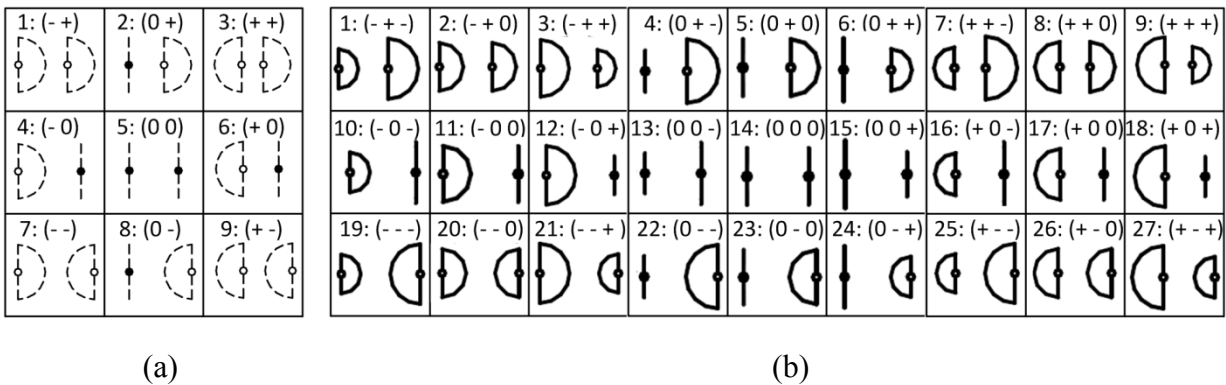 1: (- +) 2: (0 +) 3: (+ +)
4: (- 0) 5: (0 0) 6: (+ 0)
7: (- -) 8: (0 -) 9: (+ -)
(a)
1: (- + -) 2: (- + 0) 3: (- + +) 4: (0 + -) 5: (0 + 0) 6: (0 + +) 7: (+ + -) 8: (+ + 0) 9: (+ + +)
10: (- 0 -) 11: (- 0 0) 12: (- 0 +) 13: (0 0 -) 14: (0 0 0) 15: (0 0 +) 16: (+ 0 -) 17: (+ 0 0) 18: (+ 0 +)
19: (- - -) 20: (- - 0) 21: (- - +) 22: (0 - -) 23: (0 - 0) 24: (0 - +) 25: (+ - -) 26: (+ - 0) 27: (+ - +)
(b)